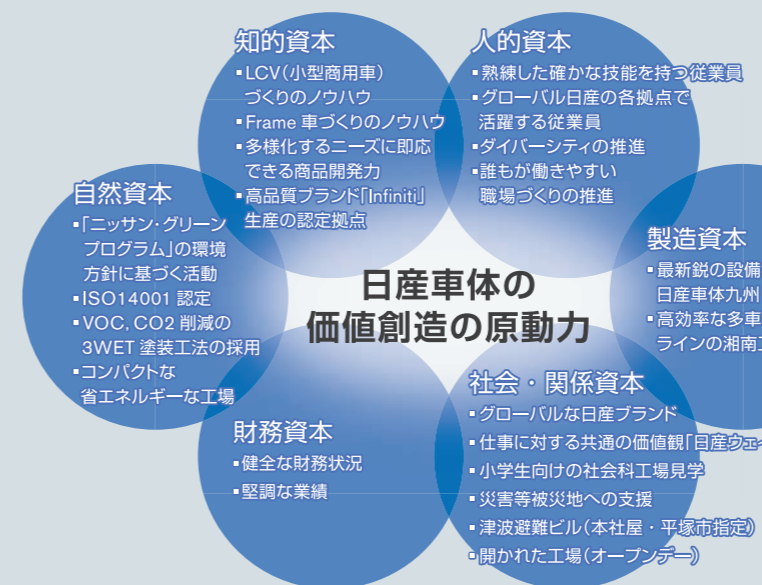 知的資本
▪LCV(小型商用車)
づくりのノウハウ
▪Frame 車づくりのノウハウ
▪多様化するニーズに即応
できる商品開発力
▪高品質ブランド「Infiniti」
生産の認定拠点
人的資本
▪熟練した確かな技能を持つ従業員
▪グローバル日産の各拠点で
活躍する従業員
▪ダイバーシティの推進
▪誰もが働きやすい
職場づくりの推進
自然資本
▪「ニッサン・グリーン
プログラム」の環境
方針に基づく活動
▪ISO14001 認定
▪VOC, CO2 削減の
3WET 塗装工法の採用
▪コンパクトな
省エネルギーな工場
日産車体の
価値創造の原動力
製造資本
▪最新鋭の設備
日産車体九州
▪高効率な多車
ラインの湘南
財務資本
▪健全な財務状況
▪堅調な業績
社会・関係資本
▪グローバルな日産ブランド
▪仕事に対する共通の価値観「日産ウェイ
▪小学生向けの社会科工場見学
▪災害等被災地への支援
▪津波避難ビル(本社屋・平塚市指定)
▪開かれた工場(オープンデー)